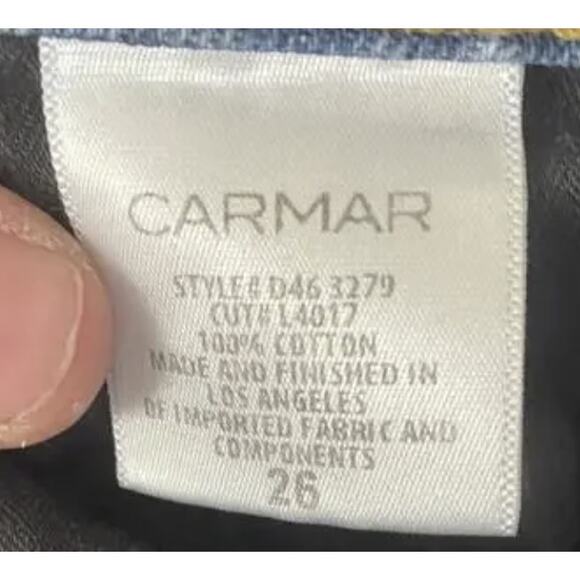 CARMAR
STYLE# D46 3279
CUT# L4017
100% COTTON
MADE AND FINISHED IN
LOS ANGELES
OF IMPORTED FABRIC AND
COMPONENTS
26